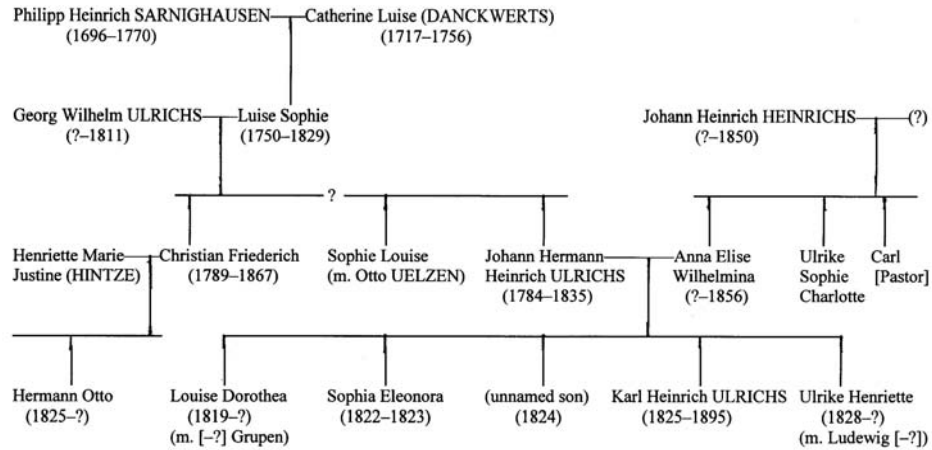 Philipp Heinrich SARNIGHAUSEN Catherine Luise (DANCKWERTS)
(1696–1770) (1717–1756)
Georg Wilhelm ULRICHS Luise Sophie Johann Heinrich HEINRICHS (?)
(?–1811) (1750–1829) (?–1850)
?
Henriette Marie Christian Friederich Sophie Louise Johann Hermann Anna Elise Ulrike Carl
Justine (HINTZE) (1789–1867) (m. Otto UELZEN) Heinrich ULRICHS Wilhelmina Sophie [Pastor]
(1784–1835) (?–1856) Charlotte
Hermann Otto Louise Dorothea Sophia Eleonora (unnamed son) Karl Heinrich ULRICHS Ulrike Henriette
(1825–?) (1819–?) (1822–1823) (1824) (1825–1895) (1828–?)
(m. [–?] Grupen) (m. Ludewig [–?])